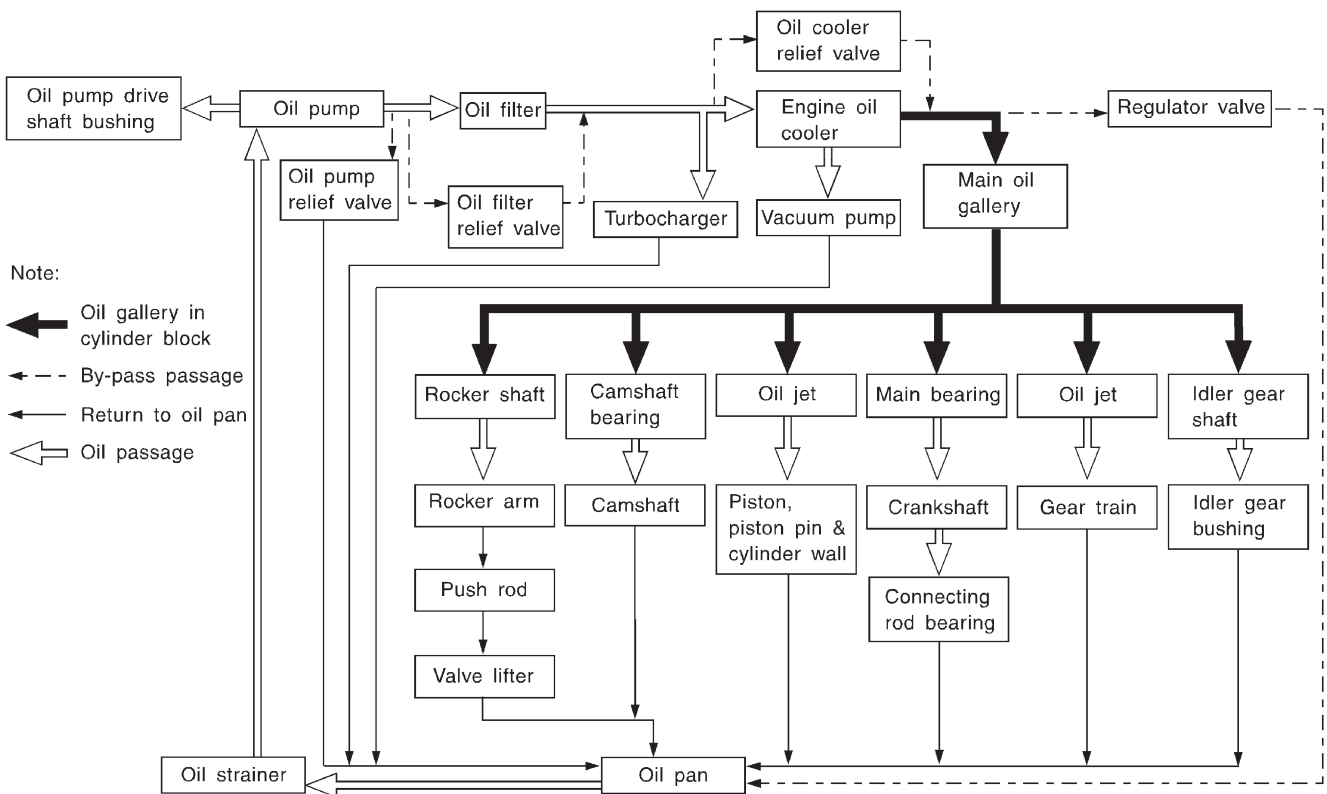 Oil cooler
relief valve
Oil pump drive
shaft bushing
Oil pump
Oil filter
Engine oil
cooler
Regulator valve
Oil pump
relief valve
Oil filter
relief valve
Turbocharger
Vacuum pump
Main oil
gallery
Note:
Oil gallery in
cylinder block
By-pass passage
Return to oil pan
Oil passage
Rocker shaft
Camshaft
bearing
Oil jet
Main bearing
Oil jet
Idler gear
shaft
Rocker arm
Camshaft
Piston,
piston pin &
cylinder wall
Crankshaft
Gear train
Idler gear
bushing
Push rod
Connecting
rod bearing
Valve lifter
Oil strainer
Oil pan